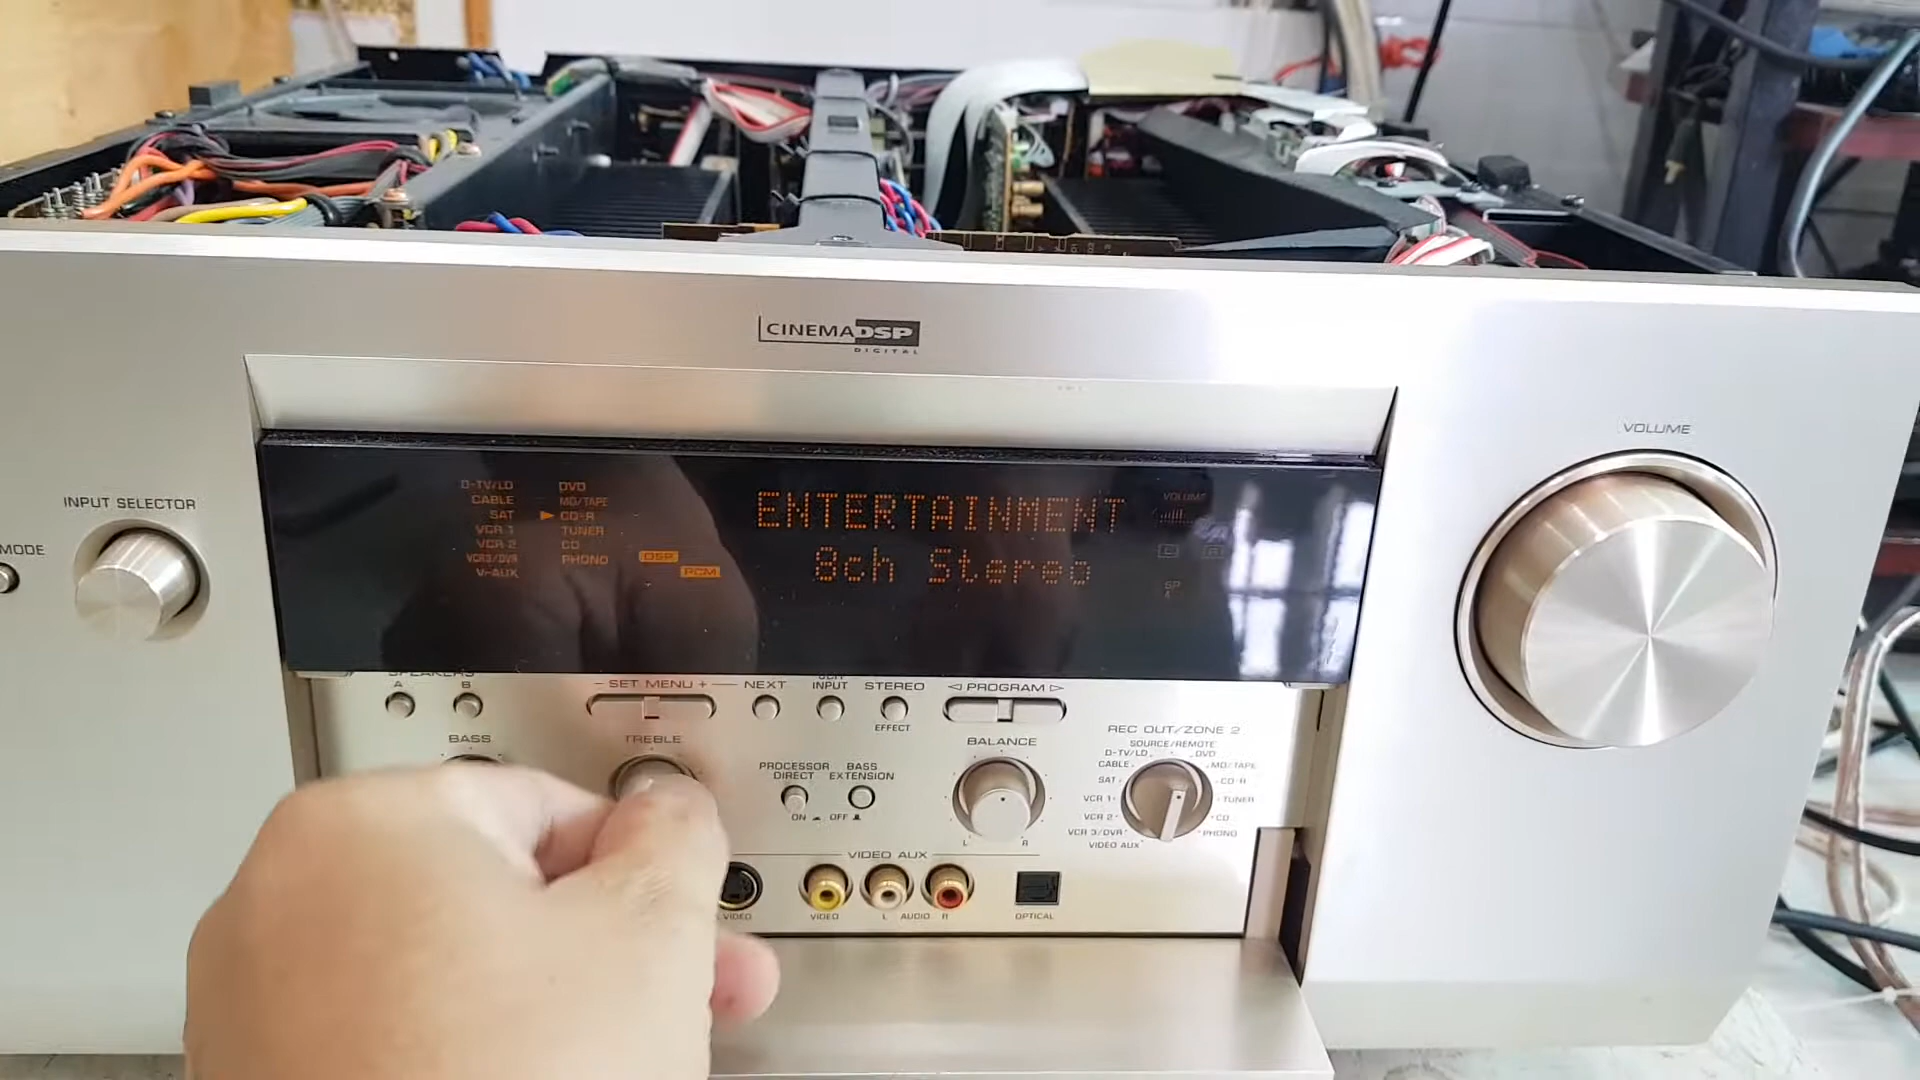 CINEMA DSP
DIGITAL
VOLUME
INPUT SELECTOR
MODE
D-TV/LD DVD
CABLE MD/TAPE
SAT CD-R
VCR 1 TUNER
VCR 2 CD
VCR3/DVR PHONO
V-AUX
DSP
PCM
ENTERTAINMENT
8ch Stereo
VOLUME
L R
SP
A
SPEAKERS
A B
− SET MENU +
NEXT
INPUT
STEREO
EFFECT
◁ PROGRAM ▷
BASS
TREBLE
PROCESSOR DIRECT
BASS EXTENSION
ON OFF
BALANCE
L R
REC OUT/ZONE 2
SOURCE/REMOTE
D-TV/LD DVD
CABLE MD/TAPE
SAT CD-R
VCR 1 TUNER
VCR 2 CD
VCR 3/DVR PHONO
VIDEO AUX
VIDEO AUX
VIDEO
VIDEO
L AUDIO R
OPTICAL